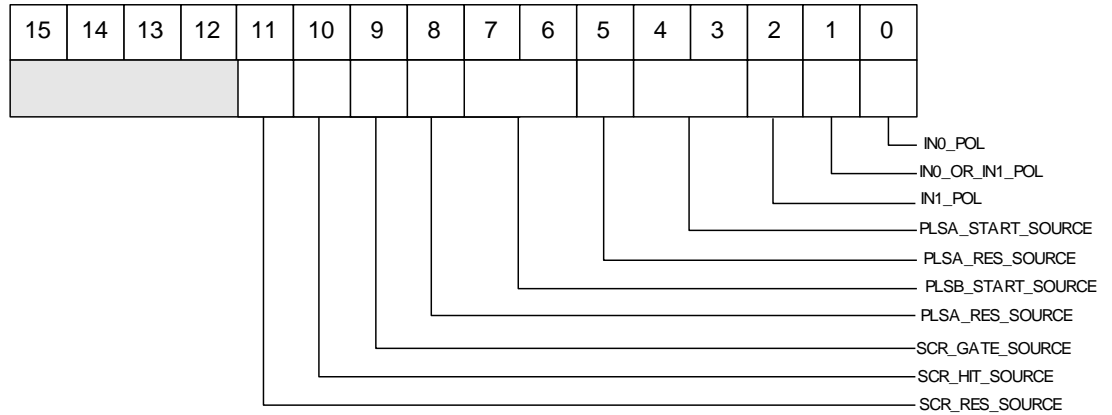 15 14 13 12 11 10 9 8 7 6 5 4 3 2 1 0
IN0_POL
IN0_OR_IN1_POL
IN1_POL
PLSA_START_SOURCE
PLSA_RES_SOURCE
PLSB_START_SOURCE
PLSA_RES_SOURCE
SCR_GATE_SOURCE
SCR_HIT_SOURCE
SCR_RES_SOURCE